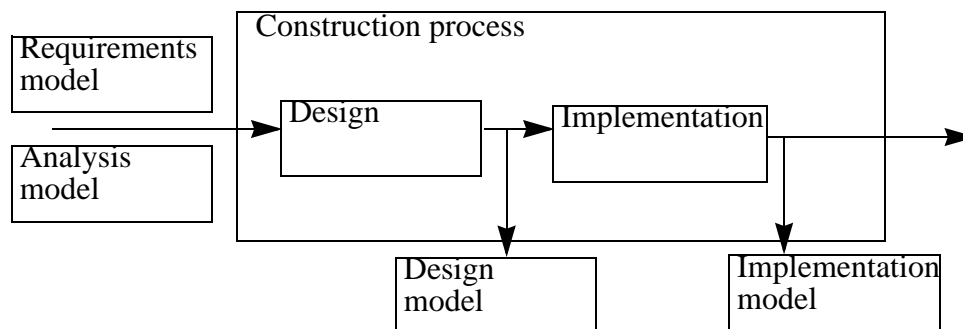 Construction process
Requirements
model
Design
Implementation
Analysis
model
Design
model
Implementation
model